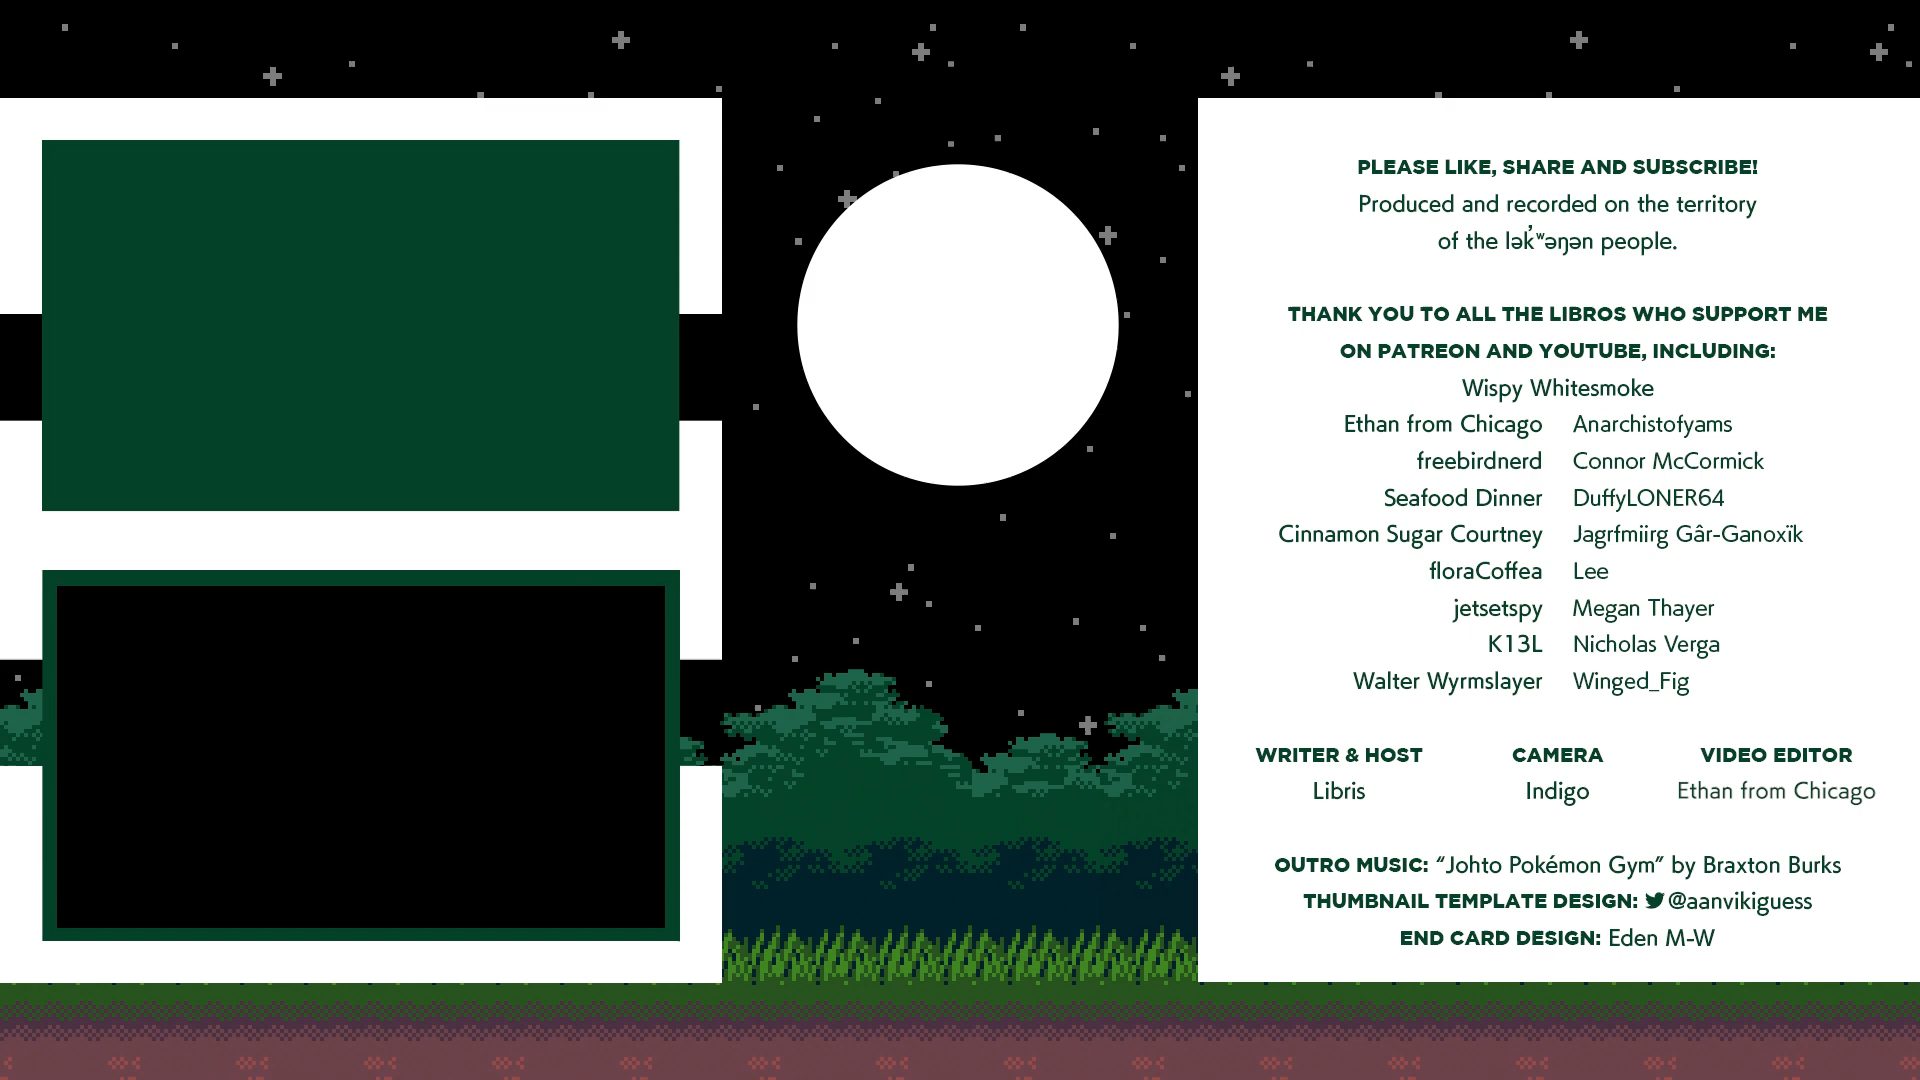 PLEASE LIKE, SHARE AND SUBSCRIBE!
Produced and recorded on the territory
of the lək̓ʷəŋən people.
THANK YOU TO ALL THE LIBROS WHO SUPPORT ME
ON PATREON AND YOUTUBE, INCLUDING:
Wispy Whitesmoke
Ethan from Chicago Anarchistofyams
freebirdnerd Connor McCormick
Seafood Dinner DuffyLONER64
Cinnamon Sugar Courtney Jagrfmiirg Gâr-Ganoxïk
floraCoffea Lee
jetsetspy Megan Thayer
K13L Nicholas Verga
Walter Wyrmslayer Winged_Fig
WRITER & HOST CAMERA VIDEO EDITOR
Libris Indigo Ethan from Chicago
OUTRO MUSIC: “Johto Pokémon Gym” by Braxton Burks
THUMBNAIL TEMPLATE DESIGN: @aanvikiguess
END CARD DESIGN: Eden M-W